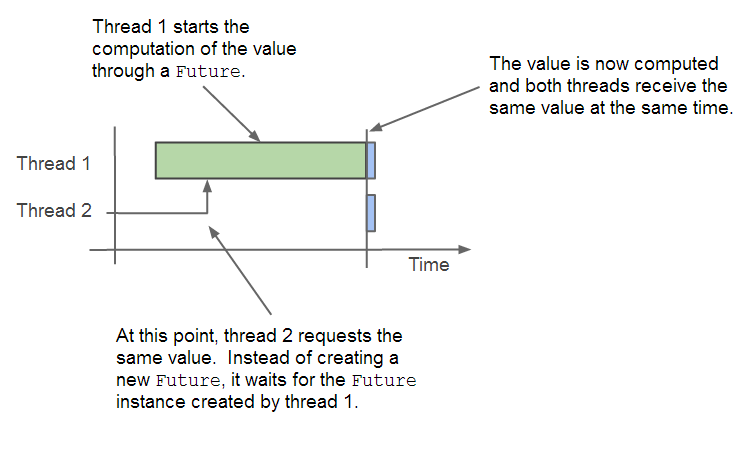 Thread 1 starts the
computation of the value
through a Future.
The value is now computed
and both threads receive the
same value at the same time.
Thread 1
Thread 2
Time
At this point, thread 2 requests the
same value.  Instead of creating a
new Future, it waits for the Future
instance created by thread 1.